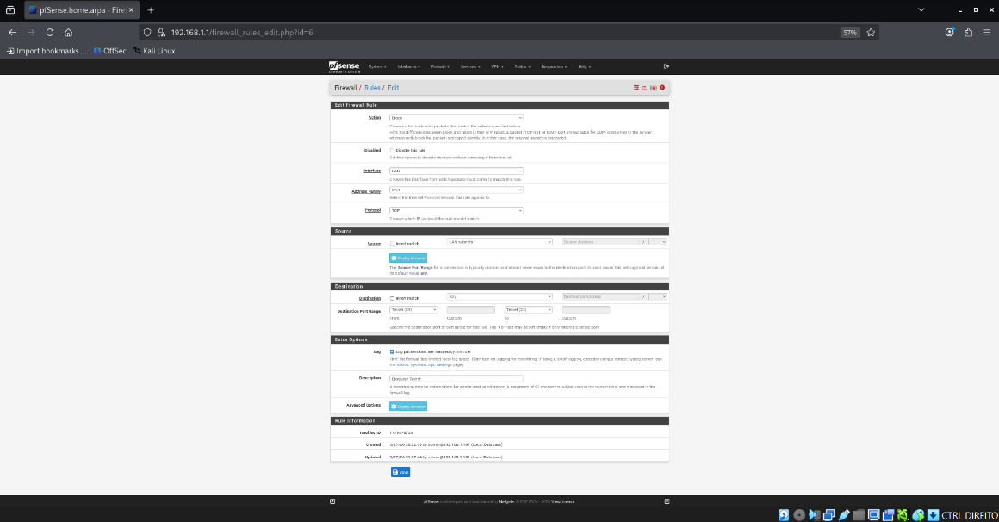 pfSense.home.arpa - Fire
192.168.1.1/firewall_rules_edit.php?id=6
57%
Import bookmarks...
OffSec
Kali Linux
pfsense
COMMUNITY EDITION
System
Interfaces
Firewall
Services
VPN
Status
Diagnostics
Help
Firewall / Rules / Edit
Edit Firewall Rule
Action
Block
Choose what to do with packets that match the criteria specified below.
Hint: the difference between block and reject is that with reject, a packet (TCP RST or ICMP port unreachable for UDP) is returned to the sender,
whereas with block the packet is dropped silently. In either case, the original packet is discarded.
Disabled
Disable this rule
Set this option to disable this rule without removing it from the list.
Interface
LAN
Choose the interface from which packets must come to match this rule.
Address Family
IPv4
Select the Internet Protocol version this rule applies to.
Protocol
TCP
Choose which IP protocol this rule should match.
Source
Source
Invert match
LAN subnets
Source Address
/
Display Advanced
The Source Port Range for a connection is typically random and almost never equal to the destination port. In most cases this setting must remain at
its default value, any.
Destination
Destination
Invert match
Any
Destination Address
/
Destination Port Range
Telnet (23)
Telnet (23)
From
Custom
To
Custom
Specify the destination port or port range for this rule. The "To" field may be left empty if only filtering a single port.
Extra Options
Log
Log packets that are handled by this rule
Hint: the firewall has limited local log space. Don't turn on logging for everything. If doing a lot of logging, consider using a remote syslog server (see
the Status: System Logs: Settings page).
Description
Bloquear Telnet
A description may be entered here for administrative reference. A maximum of 52 characters will be used in the ruleset label and displayed in the
firewall log.
Advanced Options
Display Advanced
Rule Information
Tracking ID
Created
by admin@192.168.1.101 (Local Database)
Updated
by admin@192.168.1.101 (Local Database)
Save
pfSense is developed and maintained by Netgate. © ESF 2004 - 2026 View license.
CTRL DIREITO